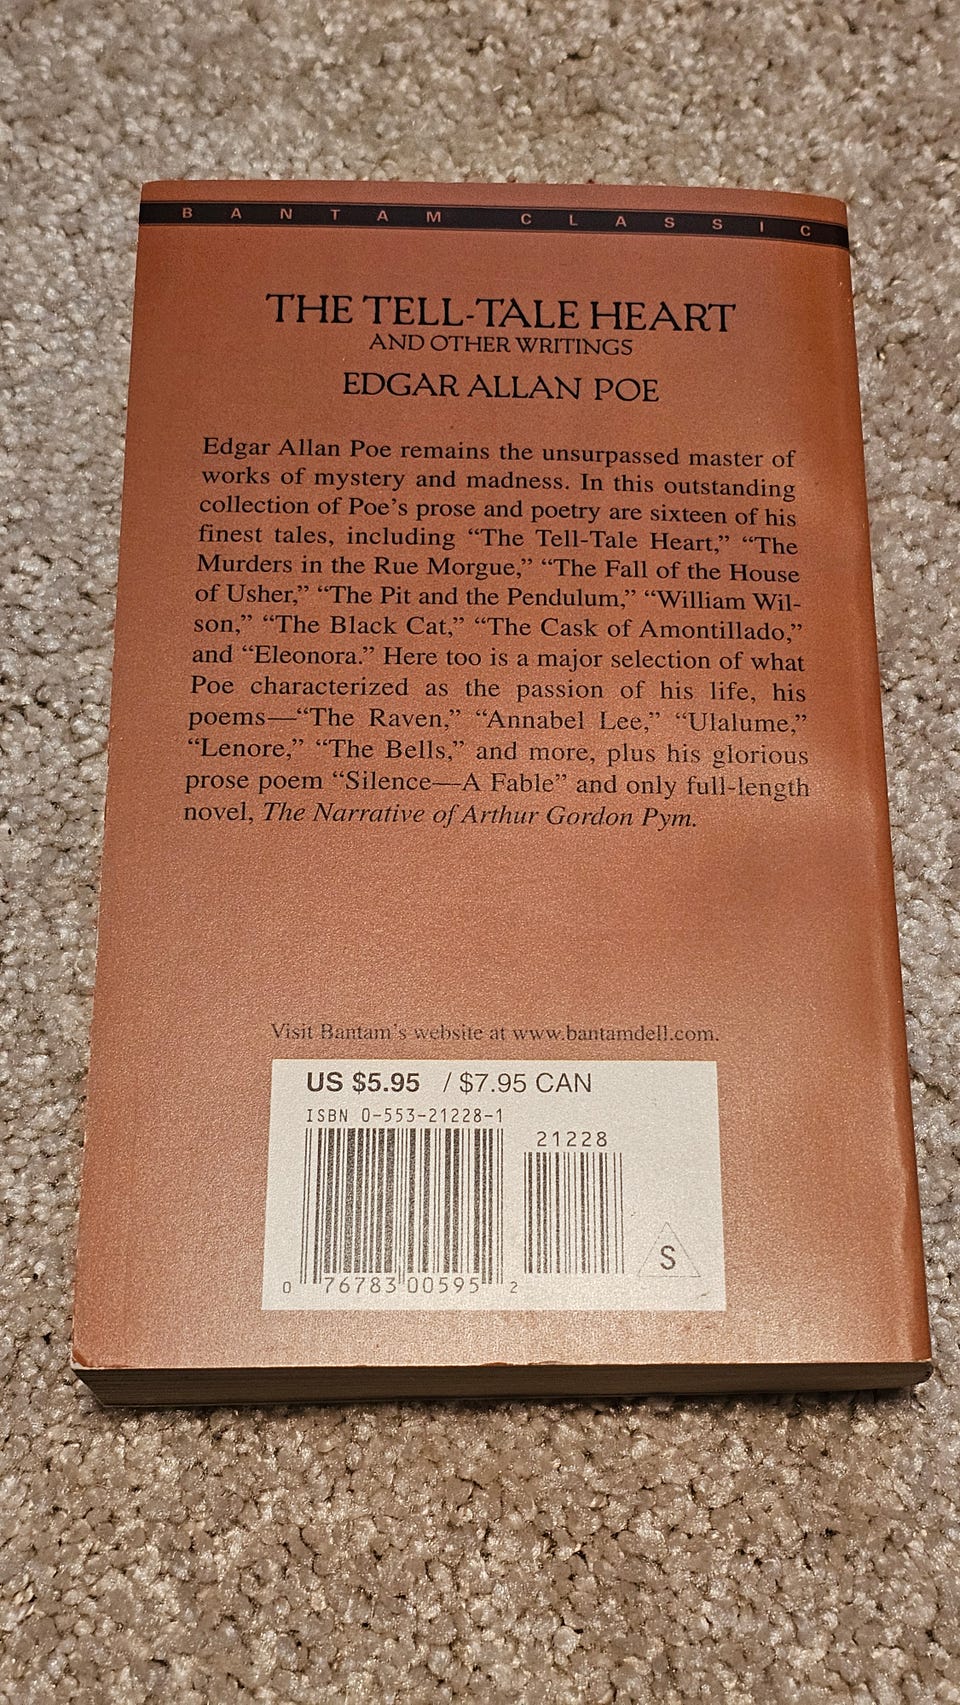 BANTAM CLASSIC
THE TELL-TALE HEART
AND OTHER WRITINGS
EDGAR ALLAN POE
Edgar Allan Poe remains the unsurpassed master of
works of mystery and madness. In this outstanding
collection of Poe's prose and poetry are sixteen of his
finest tales, including “The Tell-Tale Heart,” “The
Murders in the Rue Morgue,” “The Fall of the House
of Usher,” “The Pit and the Pendulum,” “William Wil-
son,” “The Black Cat,” “The Cask of Amontillado,”
and “Eleonora.” Here too is a major selection of what
Poe characterized as the passion of his life, his
poems—“The Raven,” “Annabel Lee,” “Ulalume,”
“Lenore,” “The Bells,” and more, plus his glorious
prose poem “Silence—A Fable” and only full-length
novel, The Narrative of Arthur Gordon Pym.
Visit Bantam's website at www.bantamdell.com.
US $5.95 / $7.95 CAN
ISBN 0-553-21228-1
21228
S
0 76783 00595 2